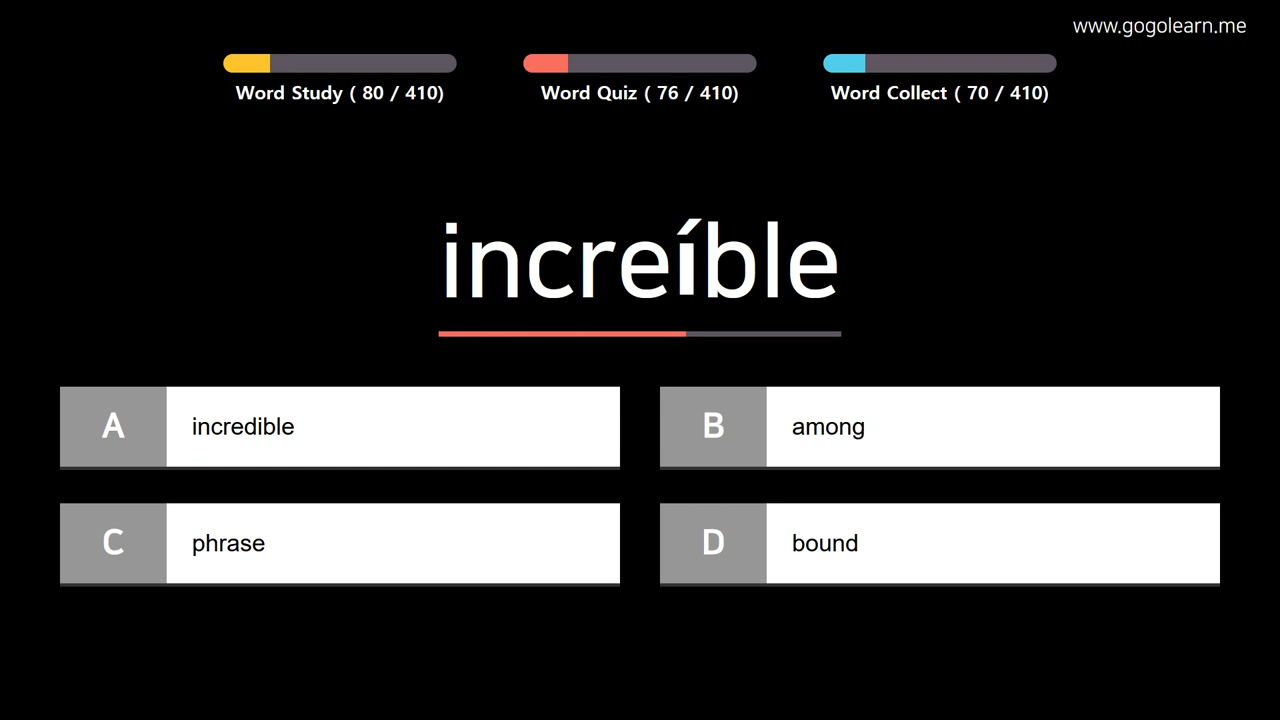 www.gogolearn.me
Word Study ( 80 / 410)
Word Quiz ( 76 / 410)
Word Collect ( 70 / 410)
increíble
A incredible
B among
C phrase
D bound